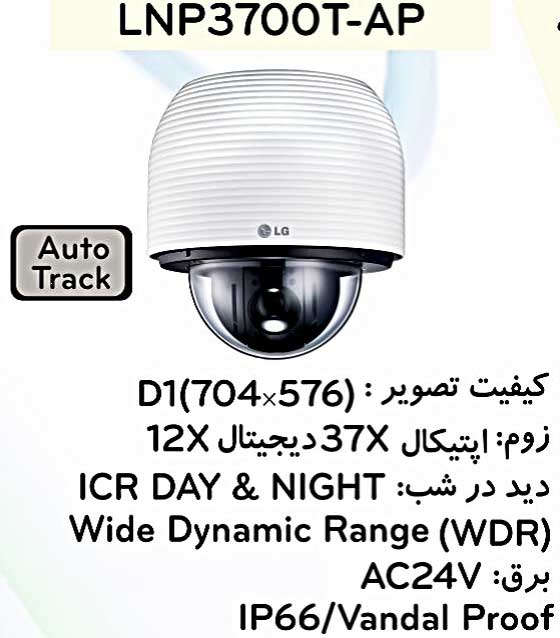 LNP3700T-AP
LG
Auto
Track
کیفیت تصویر : D1(704×576)
زوم: اپتیکال 37X دیجیتال 12X
دید در شب: ICR DAY & NIGHT
Wide Dynamic Range (WDR)
برق: AC24V
IP66/Vandal Proof